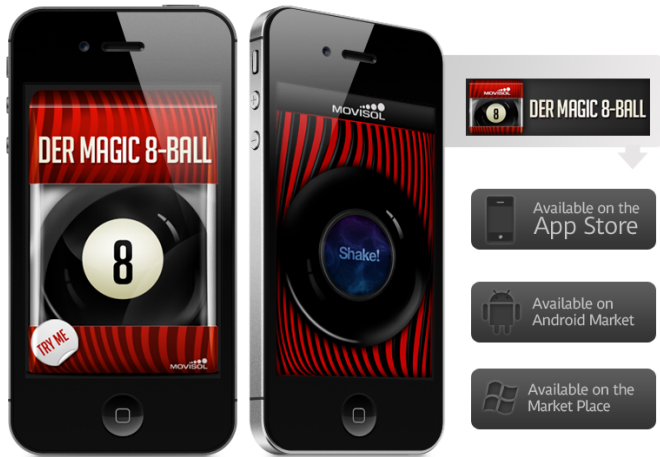 DER MAGIC 8-BALL
8
TRY ME
MOVISOL
MOVISOL
Shake!
MOVISOL
8
DER MAGIC 8-BALL
Available on the
App Store
Available on
Android Market
Available on the
Market Place